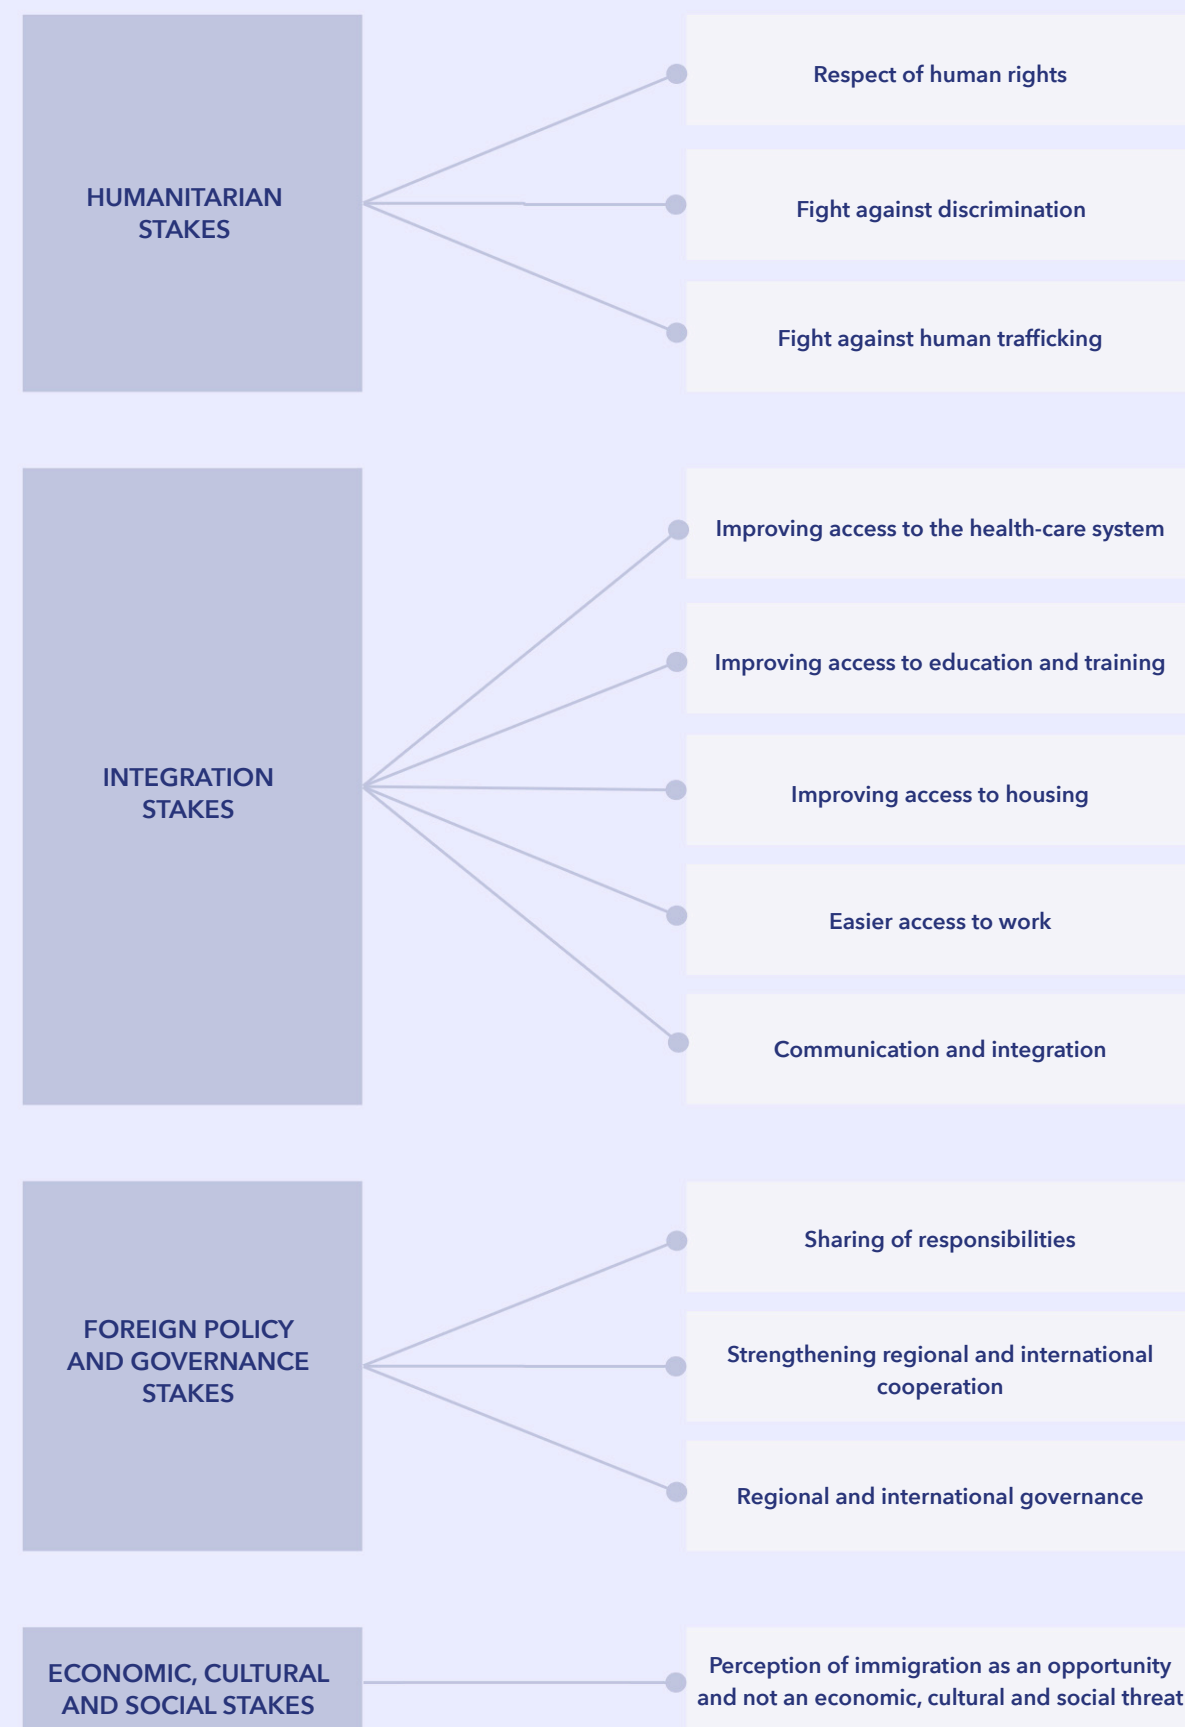 HUMANITARIAN
STAKES
Respect of human rights
Fight against discrimination
Fight against human trafficking
INTEGRATION
STAKES
Improving access to the health-care system
Improving access to education and training
Improving access to housing
Easier access to work
Communication and integration
FOREIGN POLICY
AND GOVERNANCE
STAKES
Sharing of responsibilities
Strengthening regional and international
cooperation
Regional and international governance
ECONOMIC, CULTURAL
AND SOCIAL STAKES
Perception of immigration as an opportunity
and not an economic, cultural and social threat